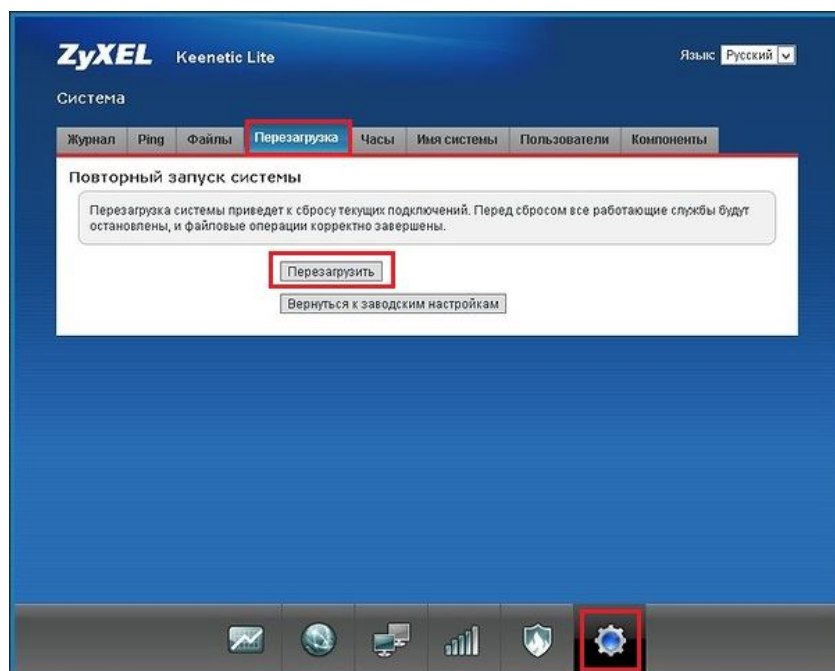 ZyXEL Keenetic Lite Язык Русский
Система
Журнал Ping Файлы Перезагрузка Часы Имя системы Пользователи Компоненты
Повторный запуск системы
Перезагрузка системы приведет к сбросу текущих подключений. Перед сбросом все работающие службы будут
остановлены, и файловые операции корректно завершены.
Перезагрузить
Вернуться к заводским настройкам